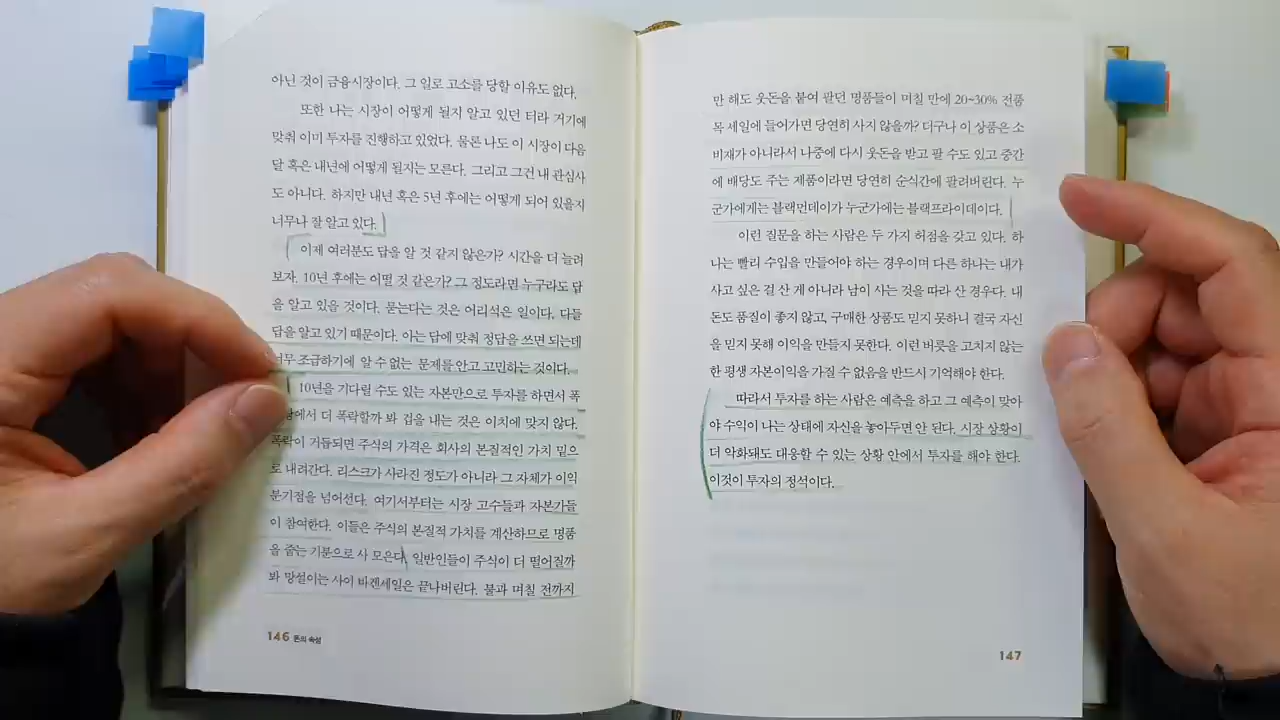 아닌 것이 금융시장이다. 그 일로 고소를 당할 이유도 없다.
또한 나는 시장이 어떻게 될지 알고 있던 터라 거기에
맞춰 이미 투자를 진행하고 있었다. 물론 나도 이 시장이 다음
달 혹은 내년에 어떻게 될지는 모른다. 그리고 그건 내 관심사
도 아니다. 하지만 내년 혹은 5년 후에는 어떻게 되어 있을지
너무나 잘 알고 있다.
이제 여러분도 답을 알 것 같지 않은가? 시간을 더 늘려
보자. 10년 후에는 어떨 것 같은가? 그 정도라면 누구라도 답
을 알고 있을 것이다. 묻는다는 것은 어리석은 일이다. 다들
답을 알고 있기 때문이다. 아는 답에 맞춰 정답을 쓰면 되는데
너무 조급하기에 알 수 없는 문제를 안고 고민하는 것이다.
10년을 기다릴 수도 있는 자본만으로 투자를 하면서 폭
에서 더 폭락할까 봐 겁을 내는 것은 이치에 맞지 않다.
폭락이 거듭되면 주식의 가격은 회사의 본질적인 가치 밑으
로 내려간다. 리스크가 사라진 정도가 아니라 그 자체가 이익
분기점을 넘어선다. 여기서부터는 시장 고수들과 자본가들
이 참여한다. 이들은 주식의 본질적 가치를 계산하므로 명품
을 줍는 기분으로 사 모은다. 일반인들이 주식이 더 떨어질까
봐 망설이는 사이 바겐세일은 끝나버린다. 불과 며칠 전까지
146 돈의 속성
만 해도 웃돈을 붙여 팔던 명품들이 며칠 만에 20~30% 전품
목 세일에 들어가면 당연히 사지 않을까? 더구나 이 상품은 소
비재가 아니라서 나중에 다시 웃돈을 받고 팔 수도 있고 중간
에 배당도 주는 제품이라면 당연히 순식간에 팔려버린다. 누
군가에게는 블랙먼데이가 누군가에는 블랙프라이데이다.
이런 질문을 하는 사람은 두 가지 허점을 갖고 있다. 하
나는 빨리 수입을 만들어야 하는 경우이며 다른 하나는 내가
사고 싶은 걸 산 게 아니라 남이 사는 것을 따라 산 경우다. 내
돈도 품질이 좋지 않고, 구매한 상품도 믿지 못하니 결국 자신
을 믿지 못해 이익을 만들지 못한다. 이런 버릇을 고치지 않는
한 평생 자본이익을 가질 수 없음을 반드시 기억해야 한다.
따라서 투자를 하는 사람은 예측을 하고 그 예측이 맞아
야 수익이 나는 상태에 자신을 놓아두면 안 된다. 시장 상황이
더 악화돼도 대응할 수 있는 상황 안에서 투자를 해야 한다.
이것이 투자의 정석이다.
147